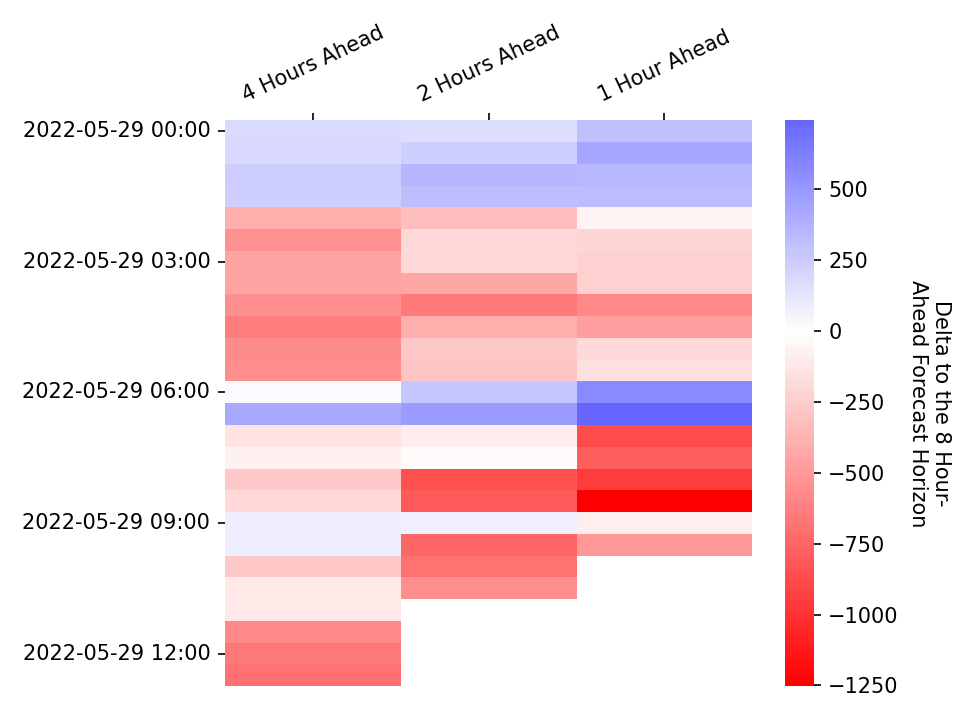 4 Hours Ahead
2 Hours Ahead
1 Hour Ahead
2022-05-29 00:00
2022-05-29 03:00
2022-05-29 06:00
2022-05-29 09:00
2022-05-29 12:00
500
250
0
−250
−500
−750
−1000
−1250
Delta to the 8 Hour-
Ahead Forecast Horizon